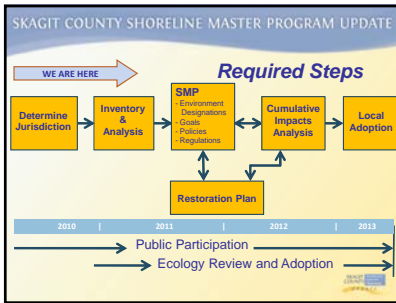 SKAGIT COUNTY SHORELINE MASTER PROGRAM UPDATE
WE ARE HERE
Required Steps
Determine
Jurisdiction
Inventory
&
Analysis
SMP
- Environment
Designations
- Goals
- Policies
- Regulations
Cumulative
Impacts
Analysis
Local
Adoption
Restoration Plan
2010 | 2011 | 2012 | 2013
Public Participation
Ecology Review and Adoption
SKAGIT
COUNTY